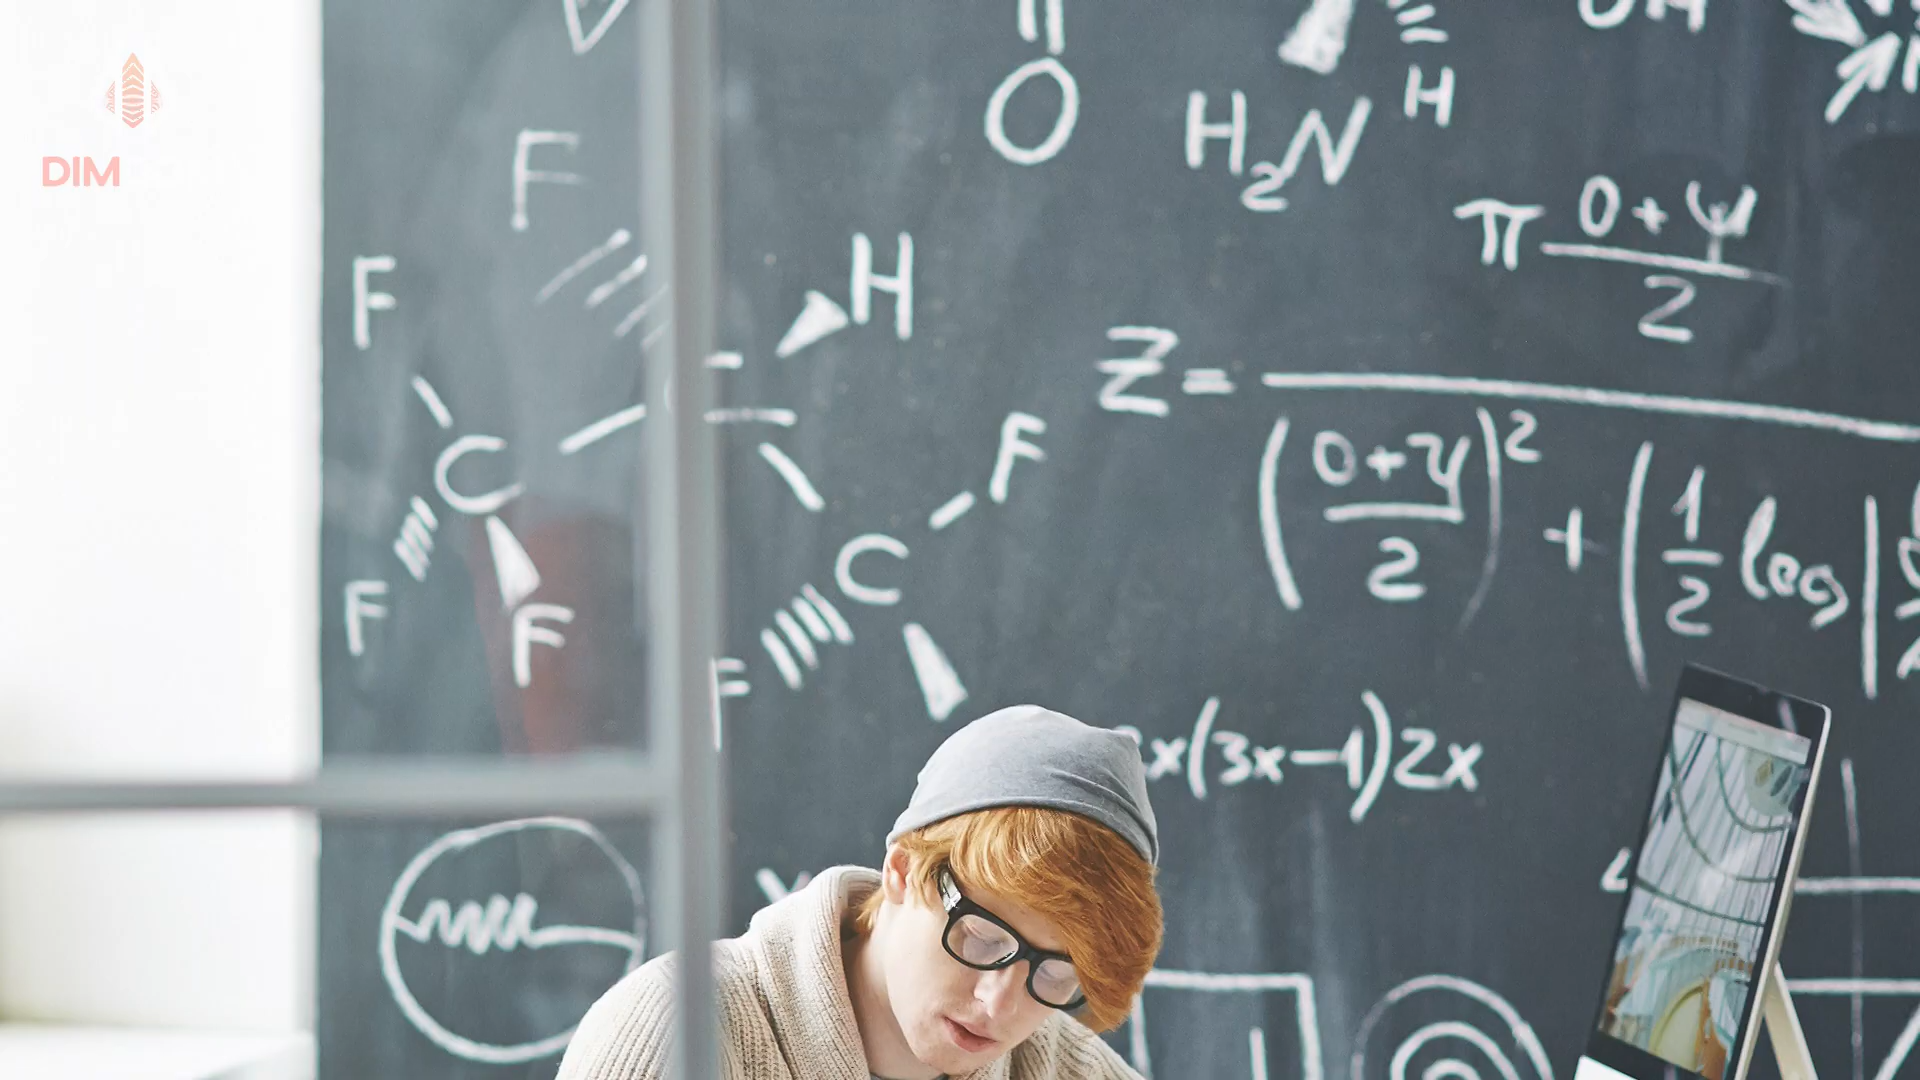 DIM
O
H
H₂N
F
π (0+ψ)/2
F
H
Z =
F
C
((0+y)/2)² + (1/2 log|
C
F
F
F
x(3x-1)2x